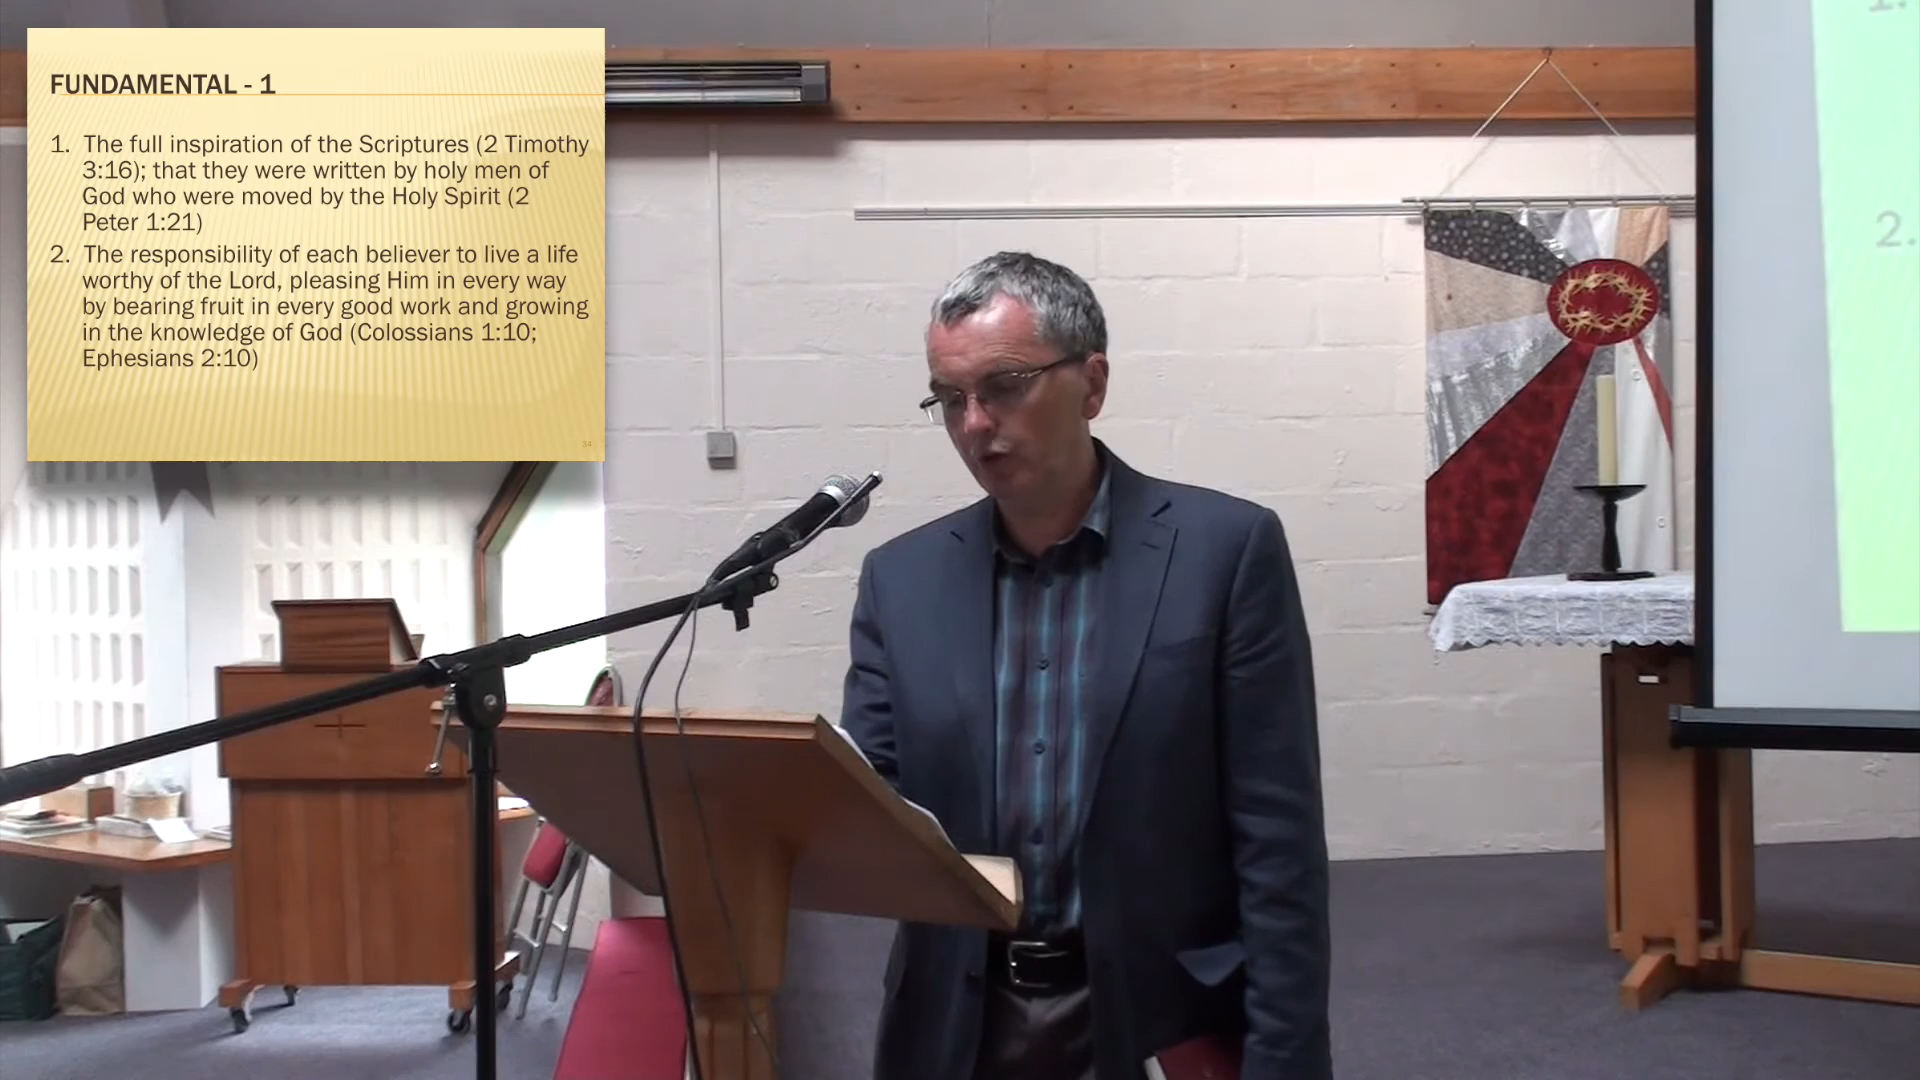 FUNDAMENTAL - 1
1. The full inspiration of the Scriptures (2 Timothy
3:16); that they were written by holy men of
God who were moved by the Holy Spirit (2
Peter 1:21)
2. The responsibility of each believer to live a life
worthy of the Lord, pleasing Him in every way
by bearing fruit in every good work and growing
in the knowledge of God (Colossians 1:10;
Ephesians 2:10)
34
1.
2.